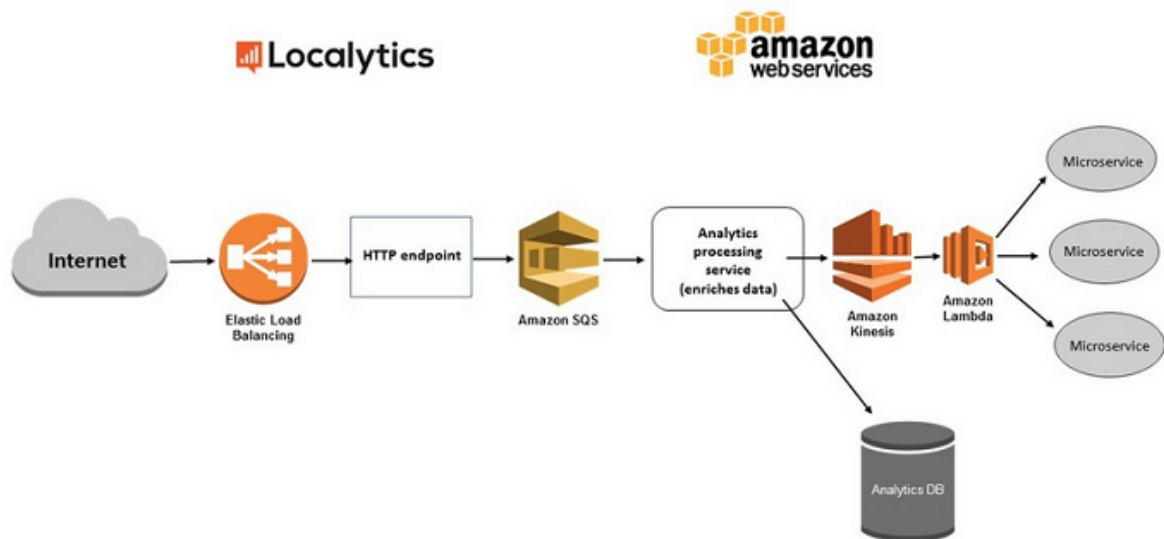 Localytics
amazon
webservices
Internet
Elastic Load
Balancing
HTTP endpoint
Amazon SQS
Analytics
processing
service
(enriches data)
Amazon
Kinesis
Amazon
Lambda
Microservice
Microservice
Microservice
Analytics DB